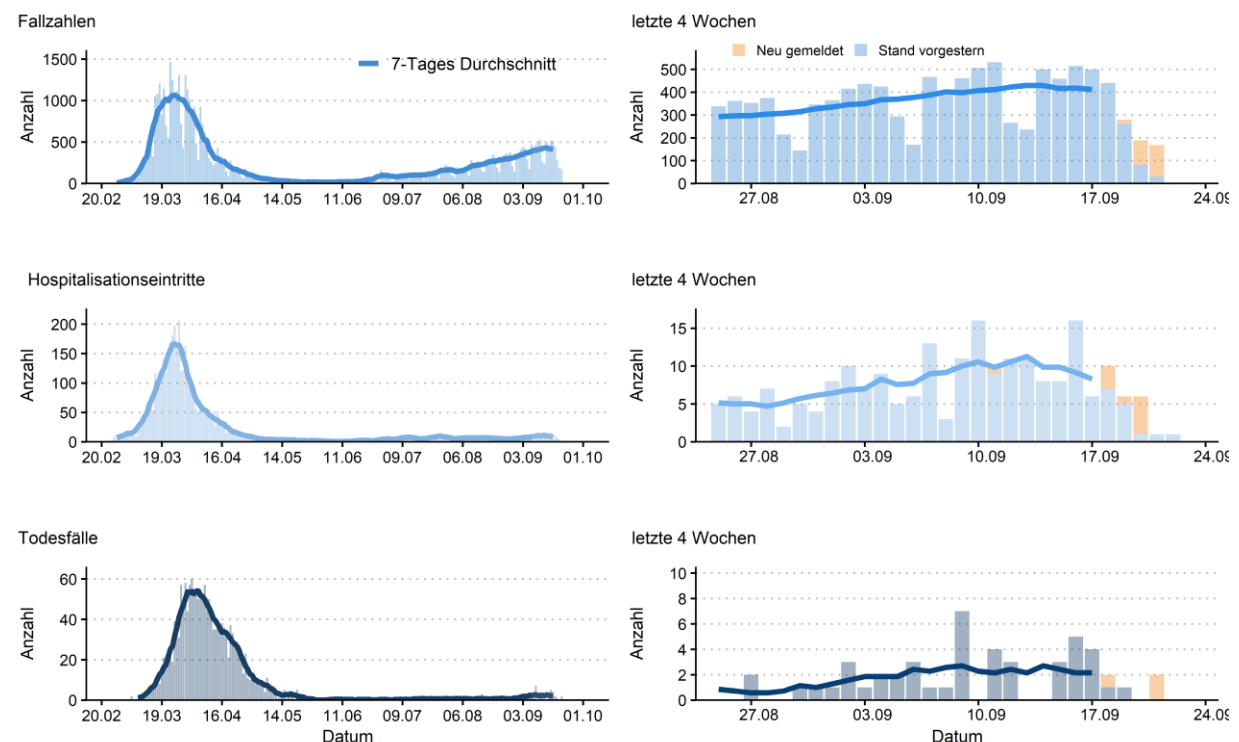 Fallzahlen
letzte 4 Wochen
7-Tages Durchschnitt
Neu gemeldet
Stand vorgestern
Anzahl
1500
1000
500
0
20.02 19.03 16.04 14.05 11.06 09.07 06.08 03.09 01.10
Anzahl
500
400
300
200
100
0
27.08 03.09 10.09 17.09 24.09
Hospitalisationseintritte
letzte 4 Wochen
Anzahl
200
150
100
50
0
20.02 19.03 16.04 14.05 11.06 09.07 06.08 03.09 01.10
Anzahl
15
10
5
0
27.08 03.09 10.09 17.09 24.09
Todesfälle
letzte 4 Wochen
Anzahl
60
40
20
0
20.02 19.03 16.04 14.05 11.06 09.07 06.08 03.09 01.10
Datum
Anzahl
10
8
6
4
2
0
27.08 03.09 10.09 17.09 24.09
Datum